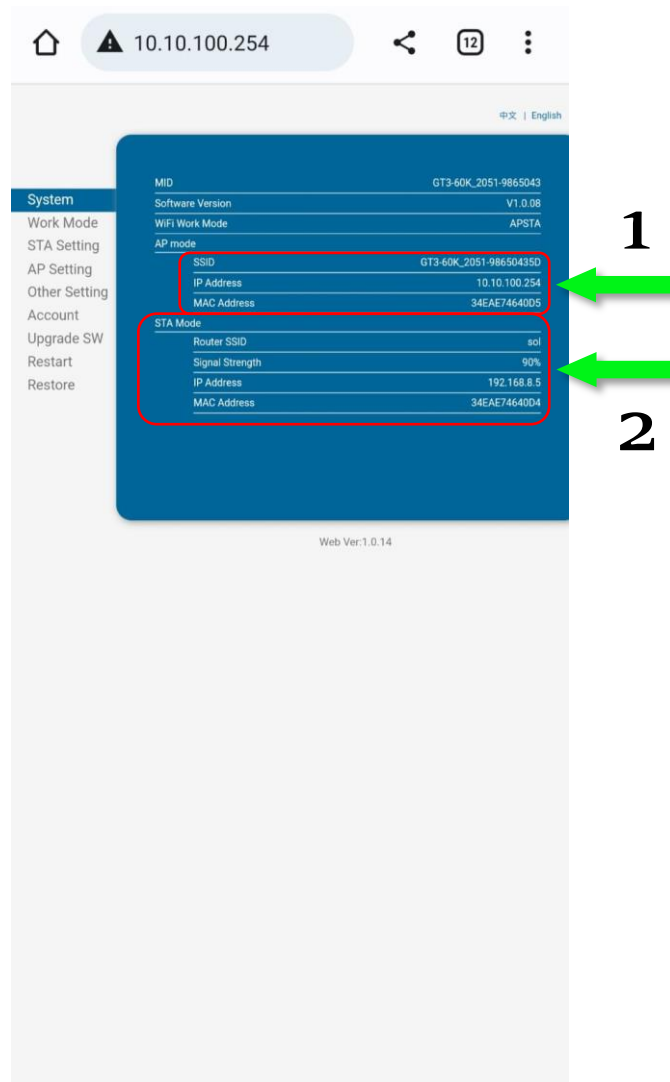 10.10.100.254
12
中文 | English
MID GT3-60K_2051-9865043
System
Software Version V1.0.08
Work Mode
WiFi Work Mode APSTA
STA Setting
AP mode
SSID GT3-60K_2051-98650435D
AP Setting
IP Address 10.10.100.254
Other Setting
MAC Address 34EAE74640D5
Account
STA Mode
Upgrade SW
Router SSID sol
Restart
Signal Strength 90%
Restore
IP Address 192.168.8.5
MAC Address 34EAE74640D4
1
2
Web Ver:1.0.14